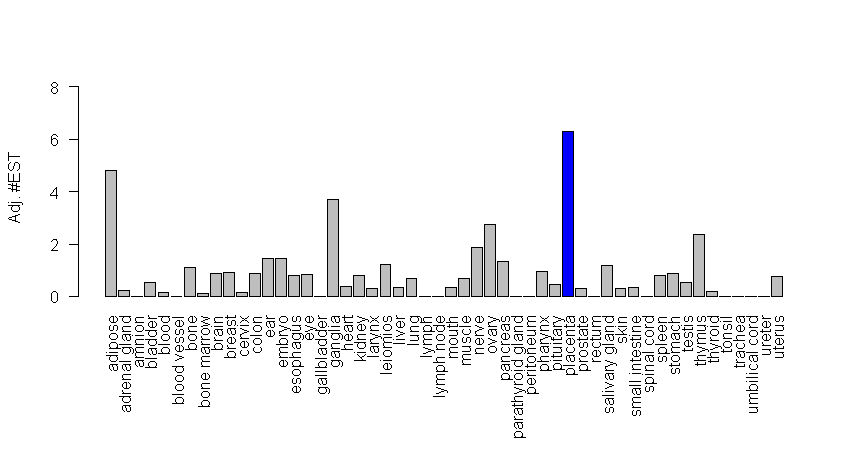 Adj. #EST
8
6
4
2
0
adipose
adrenal gland
amnion
bladder
blood
blood vessel
bone
bone marrow
brain
breast
cervix
colon
ear
embryo
esophagus
eye
gallbladder
ganglia
heart
kidney
larynx
leiomios
liver
lung
lymph
lymph node
mouth
muscle
nerve
ovary
pancreas
parathyroid gland
peritoneum
pharynx
pituitary
placenta
prostate
rectum
salivary gland
skin
small intestine
spinal cord
spleen
stomach
testis
thymus
thyroid
tonsil
trachea
umbilical cord
ureter
uterus